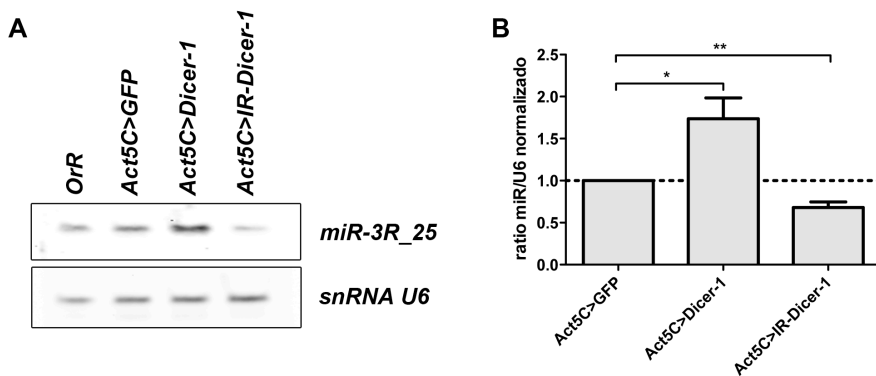 A
OrR
Act5C>GFP
Act5C>Dicer-1
Act5C>IR-Dicer-1
miR-3R_25
snRNA U6
B
ratio miR/U6 normalizado
2.5
2.0
1.5
1.0
0.5
0.0
**
*
Act5C>GFP
Act5C>Dicer-1
Act5C>IR-Dicer-1